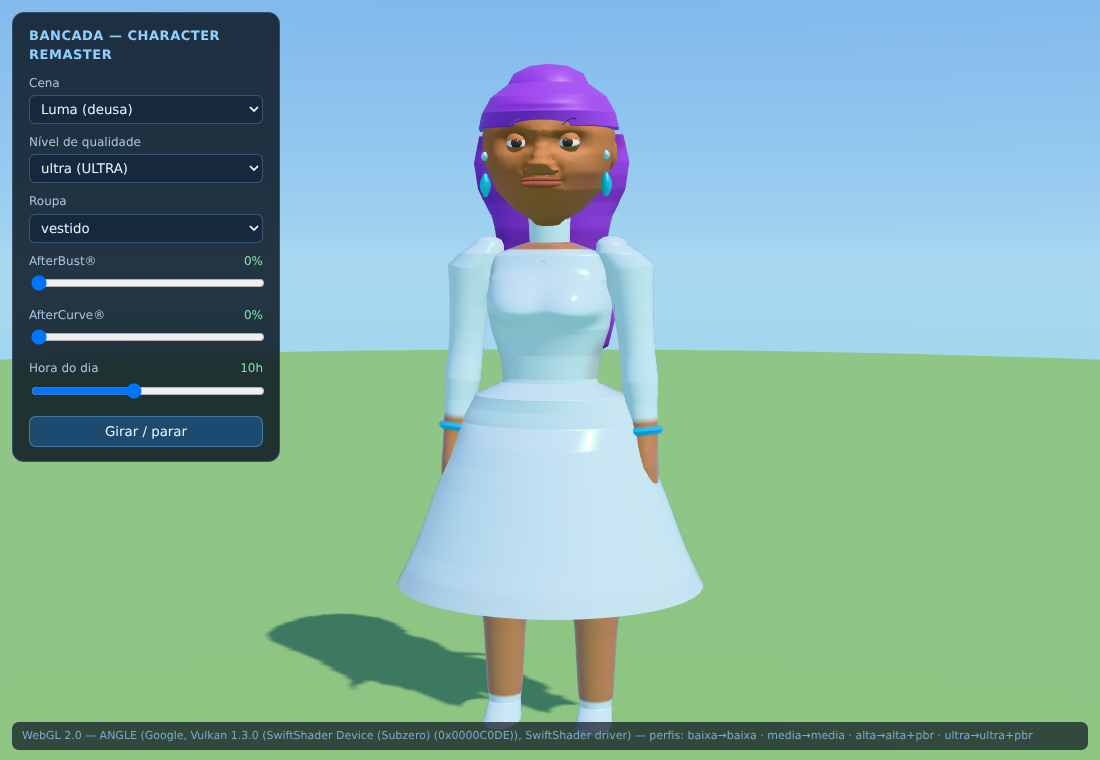 BANCADA — CHARACTER
REMASTER
Cena
Luma (deusa)
Nível de qualidade
ultra (ULTRA)
Roupa
vestido
AfterBust® 0%
AfterCurve® 0%
Hora do dia 10h
Girar / parar
WebGL 2.0 — ANGLE (Google, Vulkan 1.3.0 (SwiftShader Device (Subzero) (0x0000C0DE)), SwiftShader driver) — perfis: baixa→baixa · media→media · alta→alta+pbr · ultra→ultra+pbr